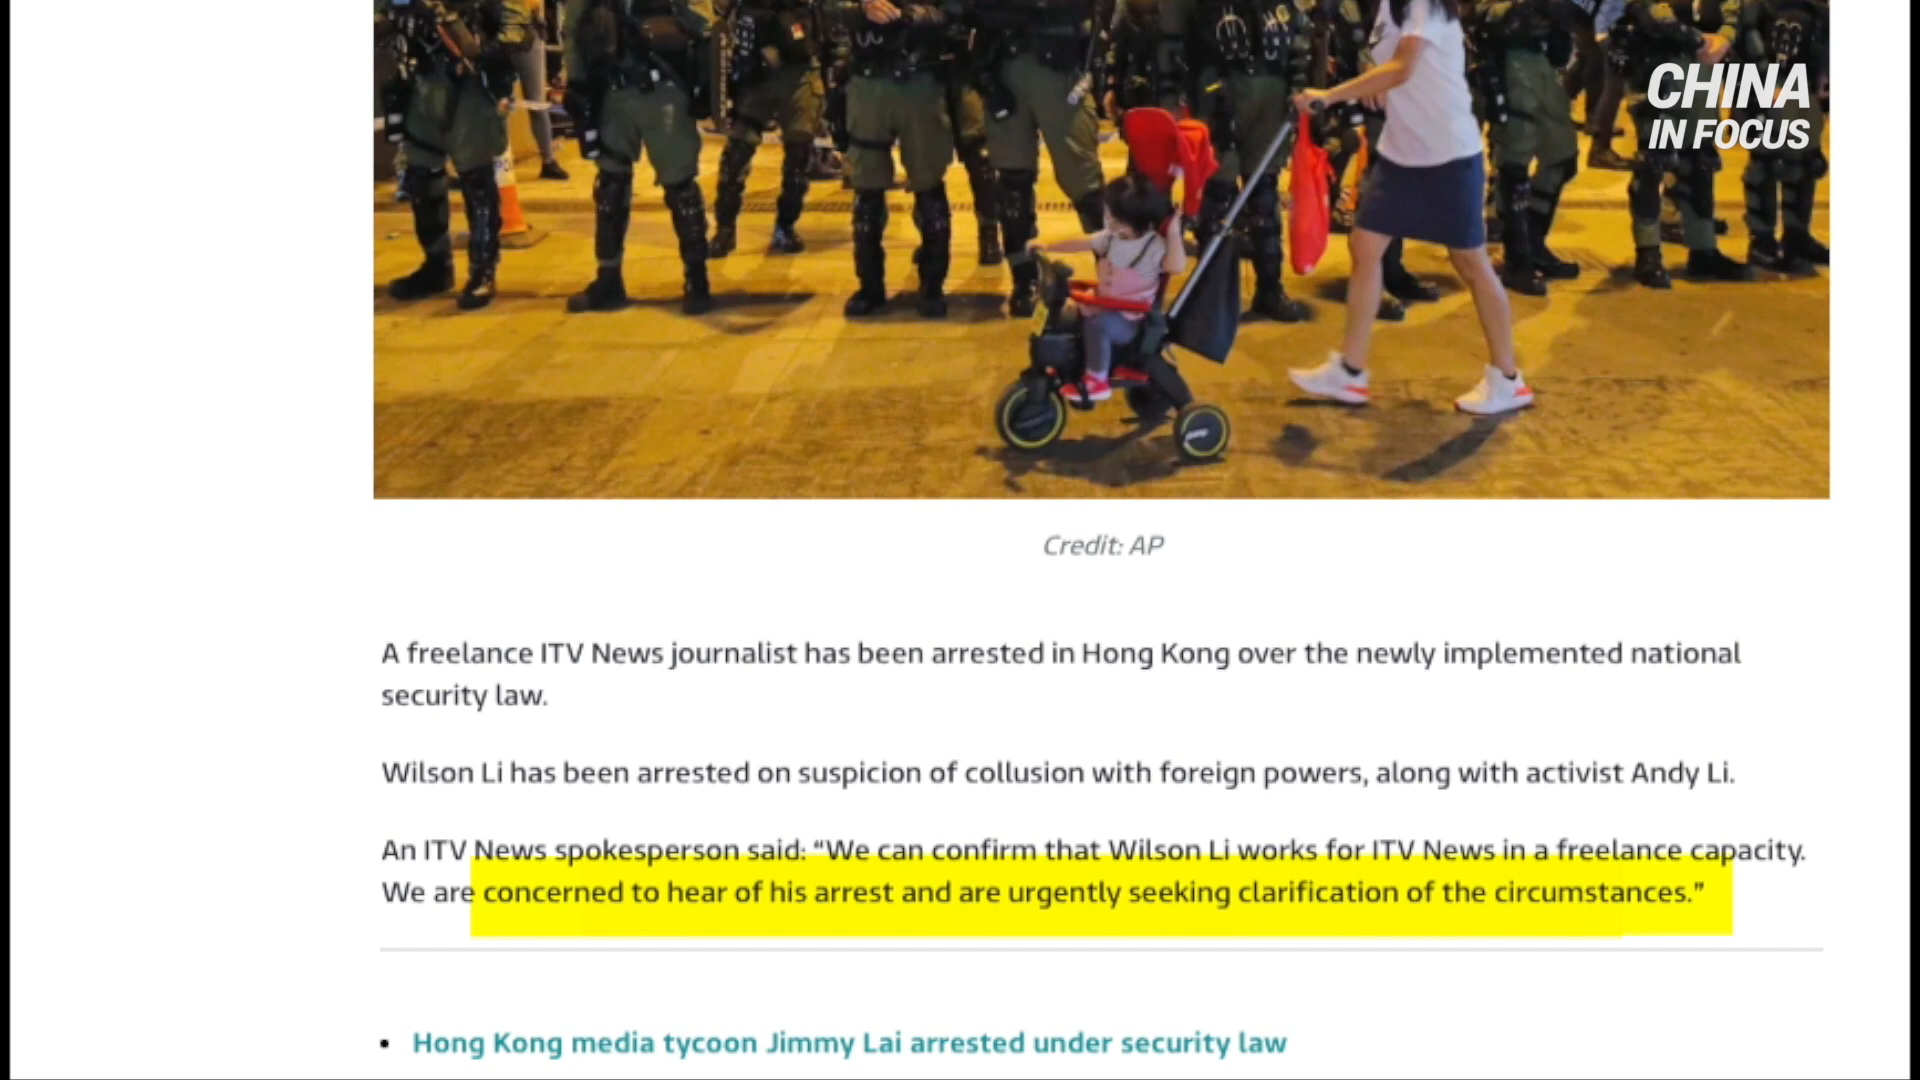 CHINA
IN FOCUS
Credit: AP
A freelance ITV News journalist has been arrested in Hong Kong over the newly implemented national
security law.
Wilson Li has been arrested on suspicion of collusion with foreign powers, along with activist Andy Li.
An ITV News spokesperson said: “We can confirm that Wilson Li works for ITV News in a freelance capacity.
We are concerned to hear of his arrest and are urgently seeking clarification of the circumstances.”
• Hong Kong media tycoon Jimmy Lai arrested under security law